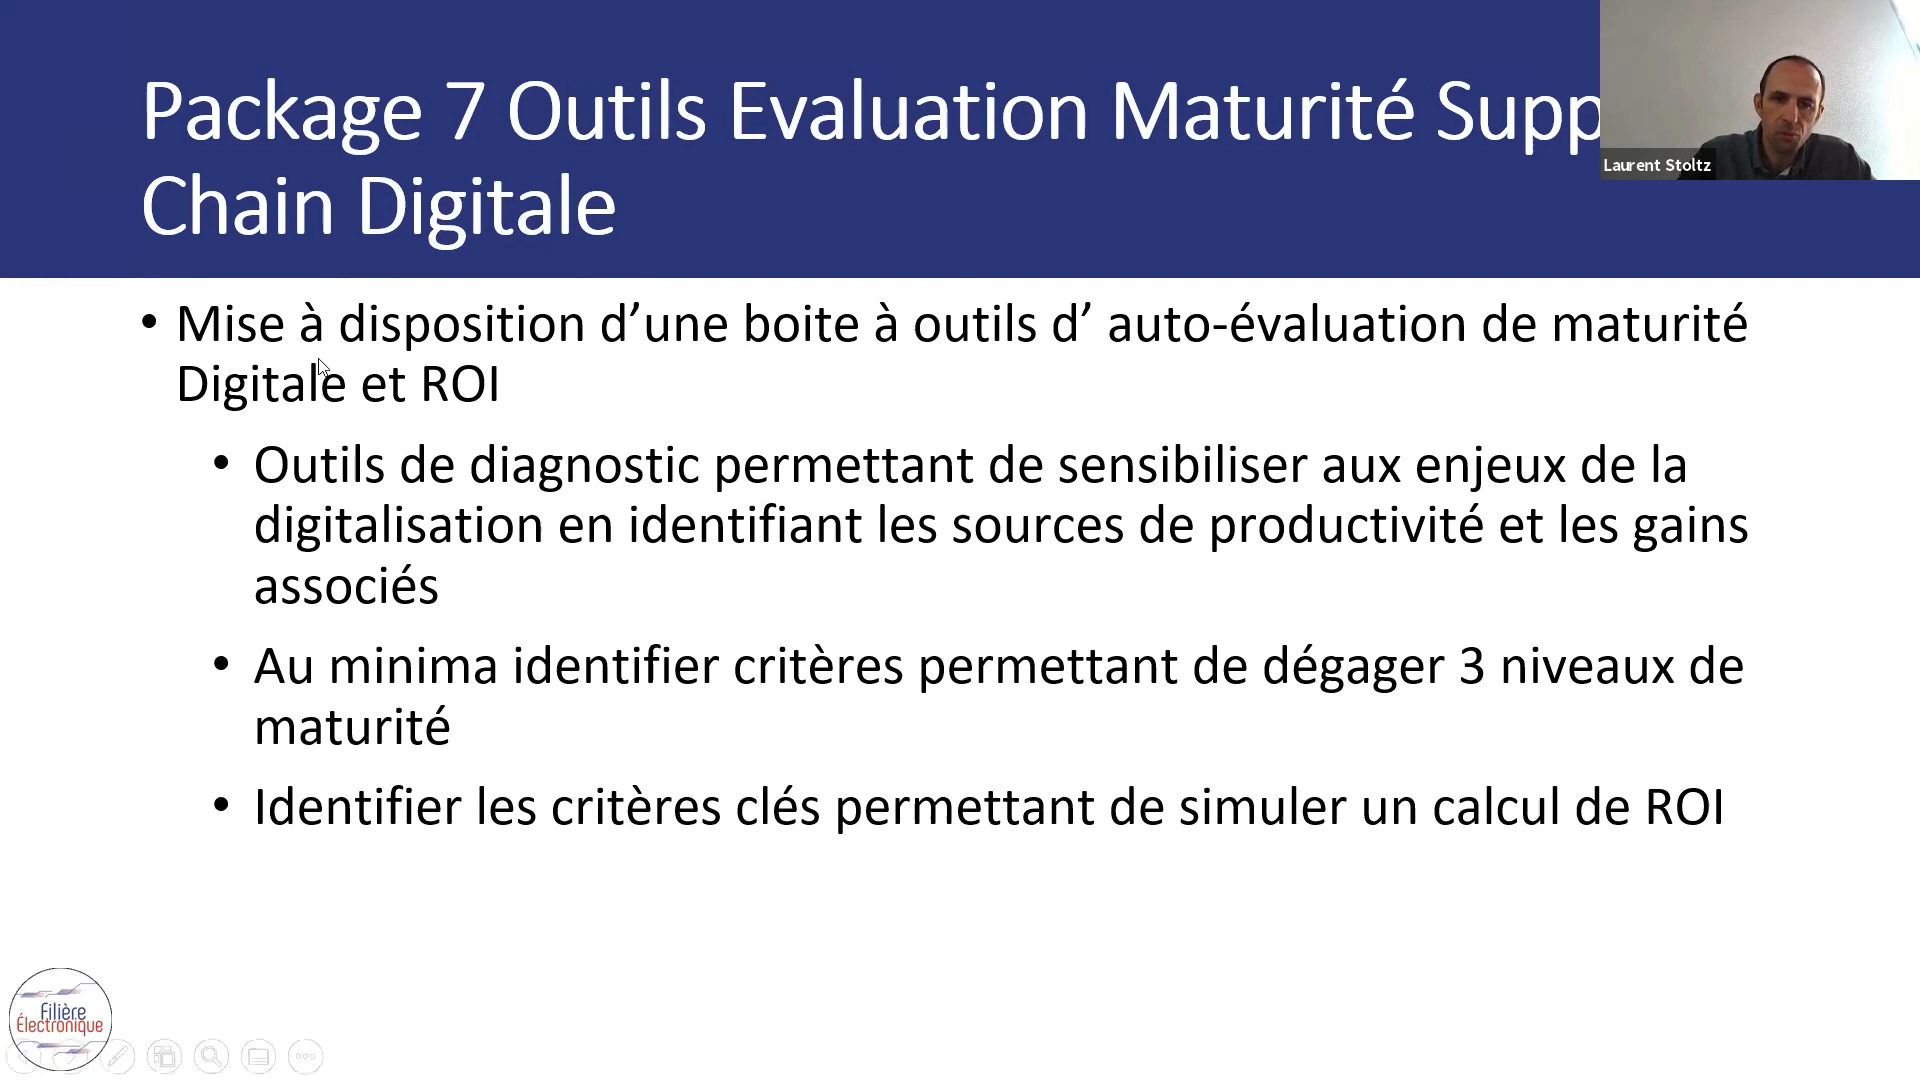 Package 7 Outils Evaluation Maturité Supp
Chain Digitale
Laurent Stoltz
• Mise à disposition d’une boite à outils d’ auto-évaluation de maturité
Digitale et ROI
• Outils de diagnostic permettant de sensibiliser aux enjeux de la
digitalisation en identifiant les sources de productivité et les gains
associés
• Au minima identifier critères permettant de dégager 3 niveaux de
maturité
• Identifier les critères clés permettant de simuler un calcul de ROI
Filière
Électronique